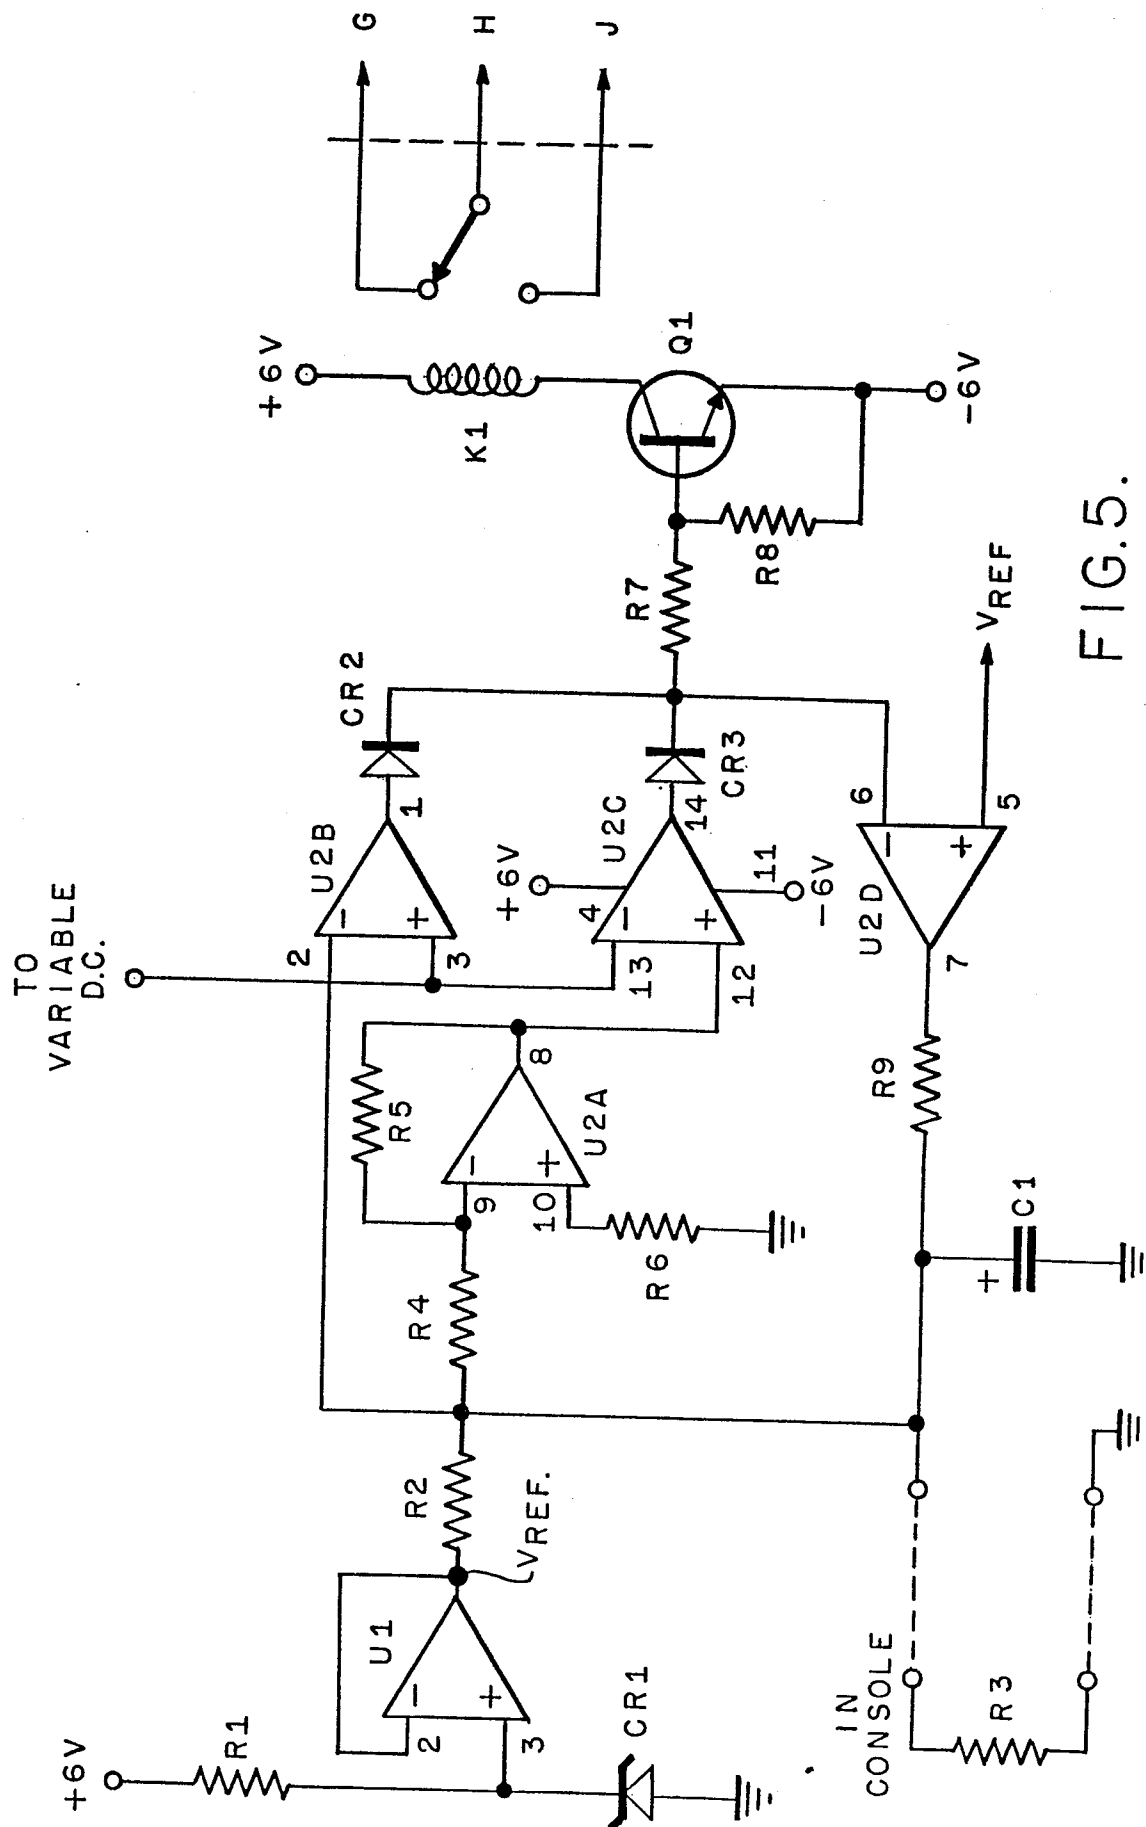 +6V
R1
U1
2
3
CR1
VREF.
R2
IN
CONSOLE
R3
R4
R5
9
10
8
U2A
R6
C1
+
TO
VARIABLE
D.C.
2
3
U2B
1
CR2
+6V
4
U2C
13
12
14
11
-6V
CR3
R9
7
U2D
6
5
VREF
R7
R8
+6V
K1
Q1
-6V
G
H
J
FIG.5.